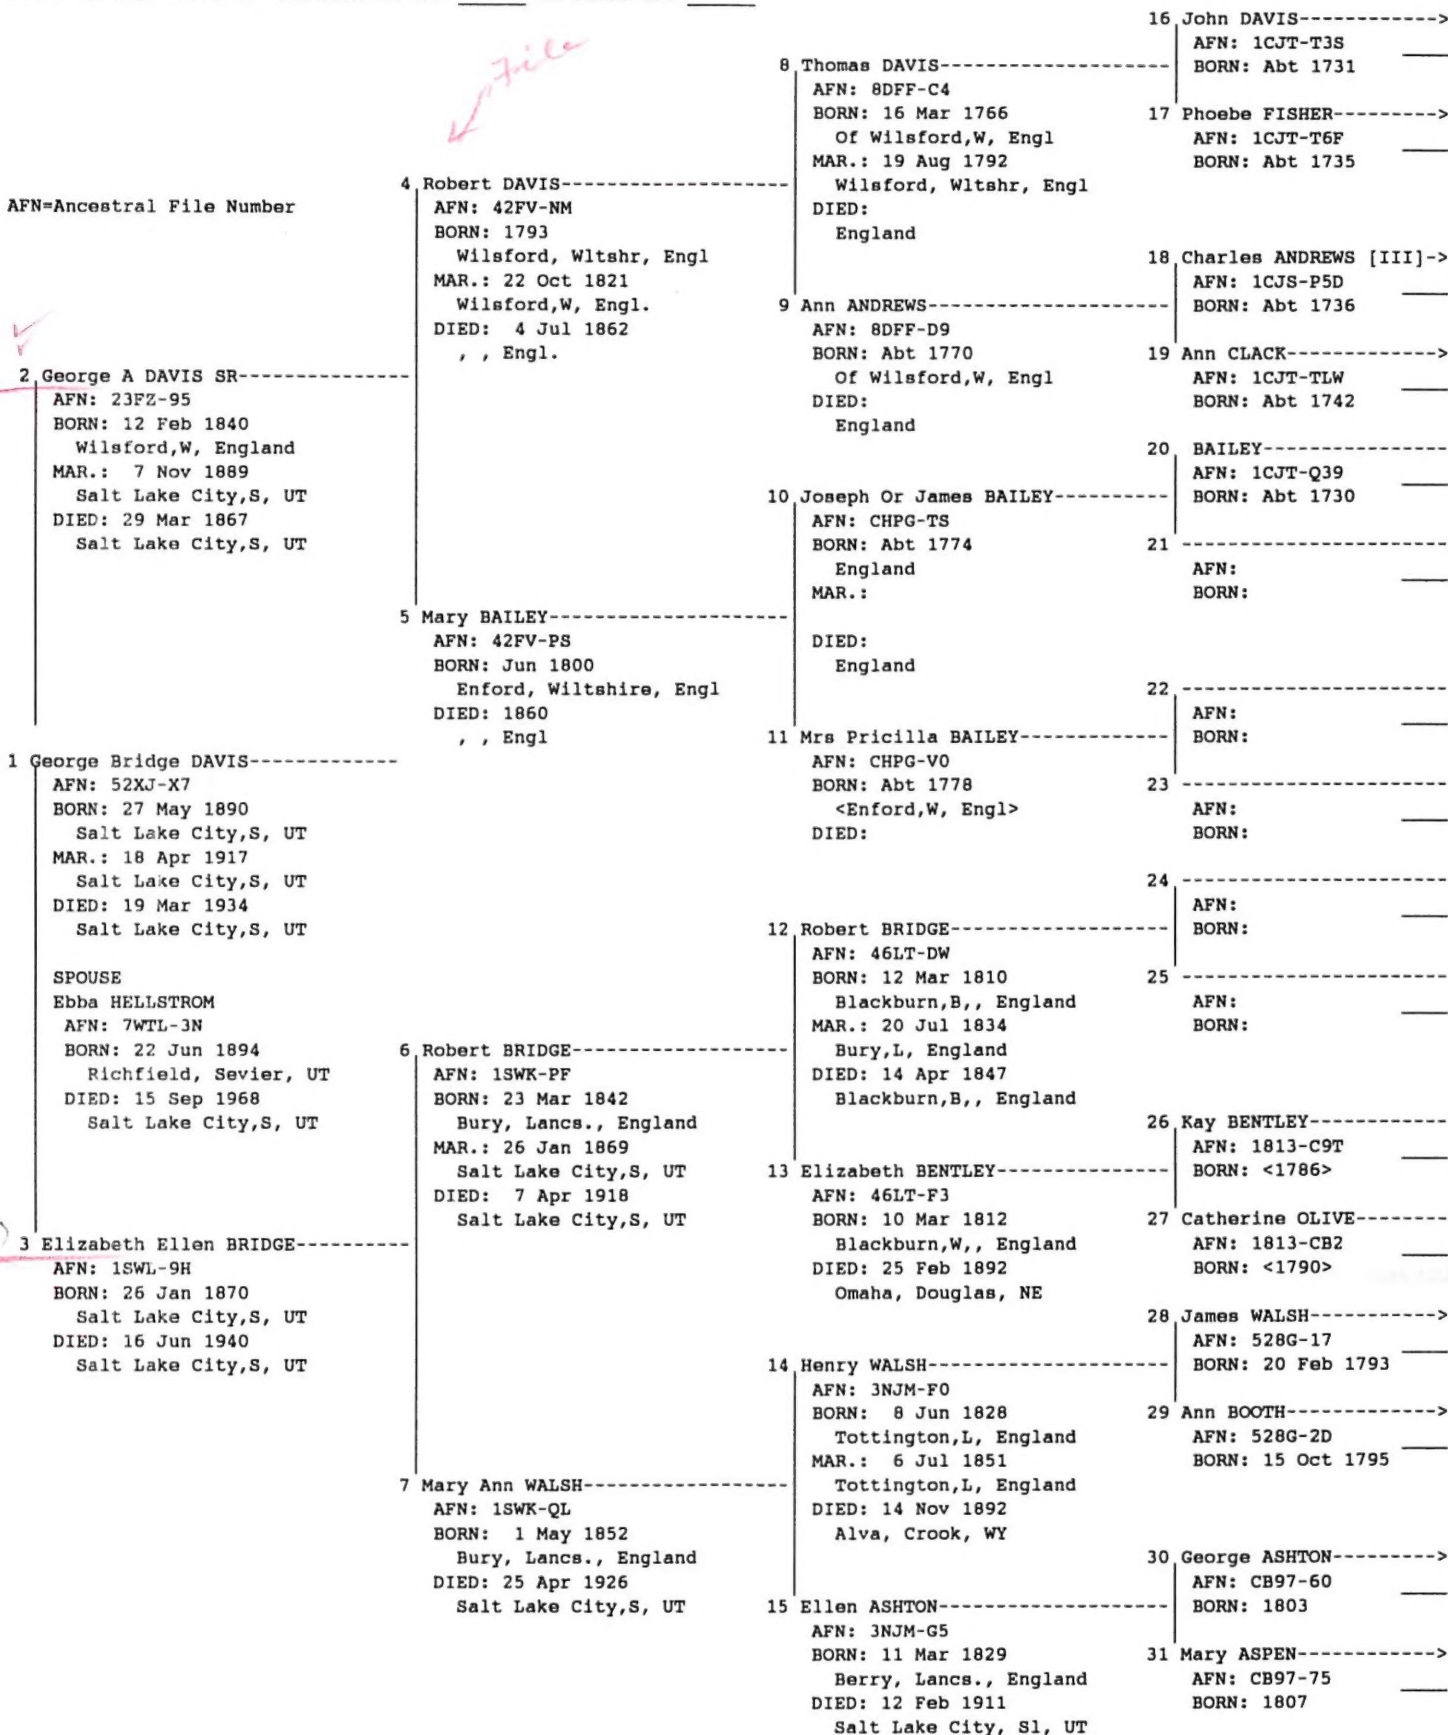 File
AFN=Ancestral File Number
1 George Bridge DAVIS-------------
AFN: 52XJ-X7
BORN: 27 May 1890
Salt Lake City,S, UT
MAR.: 18 Apr 1917
Salt Lake City,S, UT
DIED: 19 Mar 1934
Salt Lake City,S, UT
SPOUSE
Ebba HELLSTROM
AFN: 7WTL-3N
BORN: 22 Jun 1894
Richfield, Sevier, UT
DIED: 15 Sep 1968
Salt Lake City,S, UT
2 George A DAVIS SR---------------
AFN: 23FZ-95
BORN: 12 Feb 1840
Wilsford,W, England
MAR.: 7 Nov 1889
Salt Lake City,S, UT
DIED: 29 Mar 1867
Salt Lake City,S, UT
3 Elizabeth Ellen BRIDGE----------
AFN: 1SWL-9H
BORN: 26 Jan 1870
Salt Lake City,S, UT
DIED: 16 Jun 1940
Salt Lake City,S, UT
4 Robert DAVIS--------------------
AFN: 42FV-NM
BORN: 1793
Wilsford, Wltshr, Engl
MAR.: 22 Oct 1821
Wilsford,W, Engl.
DIED: 4 Jul 1862
, , Engl.
5 Mary BAILEY---------------------
AFN: 42FV-PS
BORN: Jun 1800
Enford, Wiltshire, Engl
DIED: 1860
, , Engl
6 Robert BRIDGE-------------------
AFN: 1SWK-PF
BORN: 23 Mar 1842
Bury, Lancs., England
MAR.: 26 Jan 1869
Salt Lake City,S, UT
DIED: 7 Apr 1918
Salt Lake City,S, UT
7 Mary Ann WALSH------------------
AFN: 1SWK-QL
BORN: 1 May 1852
Bury, Lancs., England
DIED: 25 Apr 1926
Salt Lake City,S, UT
8 Thomas DAVIS--------------------
AFN: 8DFF-C4
BORN: 16 Mar 1766
Of Wilsford,W, Engl
MAR.: 19 Aug 1792
Wilsford, Wltshr, Engl
DIED:
England
9 Ann ANDREWS---------------------
AFN: 8DFF-D9
BORN: Abt 1770
Of Wilsford,W, Engl
DIED:
England
10 Joseph Or James BAILEY----------
AFN: CHPG-TS
BORN: Abt 1774
England
MAR.:
DIED:
England
11 Mrs Pricilla BAILEY-------------
AFN: CHPG-V0
BORN: Abt 1778
<Enford,W, Engl>
DIED:
12 Robert BRIDGE-------------------
AFN: 46LT-DW
BORN: 12 Mar 1810
Blackburn,B,, England
MAR.: 20 Jul 1834
Bury,L, England
DIED: 14 Apr 1847
Blackburn,B,, England
13 Elizabeth BENTLEY---------------
AFN: 46LT-F3
BORN: 10 Mar 1812
Blackburn,W,, England
DIED: 25 Feb 1892
Omaha, Douglas, NE
14 Henry WALSH---------------------
AFN: 3NJM-F0
BORN: 8 Jun 1828
Tottington,L, England
MAR.: 6 Jul 1851
Tottington,L, England
DIED: 14 Nov 1892
Alva, Crook, WY
15 Ellen ASHTON--------------------
AFN: 3NJM-G5
BORN: 11 Mar 1829
Berry, Lancs., England
DIED: 12 Feb 1911
Salt Lake City, Sl, UT
16 John DAVIS------------>
AFN: 1CJT-T3S
BORN: Abt 1731
17 Phoebe FISHER--------->
AFN: 1CJT-T6F
BORN: Abt 1735
18 Charles ANDREWS [III]->
AFN: 1CJS-P5D
BORN: Abt 1736
19 Ann CLACK------------->
AFN: 1CJT-TLW
BORN: Abt 1742
20 BAILEY----------------
AFN: 1CJT-Q39
BORN: Abt 1730
21 -----------------------
AFN:
BORN:
22 -----------------------
AFN:
BORN:
23 -----------------------
AFN:
BORN:
24 -----------------------
AFN:
BORN:
25 -----------------------
AFN:
BORN:
26 Kay BENTLEY------------
AFN: 1813-C9T
BORN: <1786>
27 Catherine OLIVE--------
AFN: 1813-CB2
BORN: <1790>
28 James WALSH----------->
AFN: 528G-17
BORN: 20 Feb 1793
29 Ann BOOTH------------->
AFN: 528G-2D
BORN: 15 Oct 1795
30 George ASHTON--------->
AFN: CB97-60
BORN: 1803
31 Mary ASPEN------------>
AFN: CB97-75
BORN: 1807